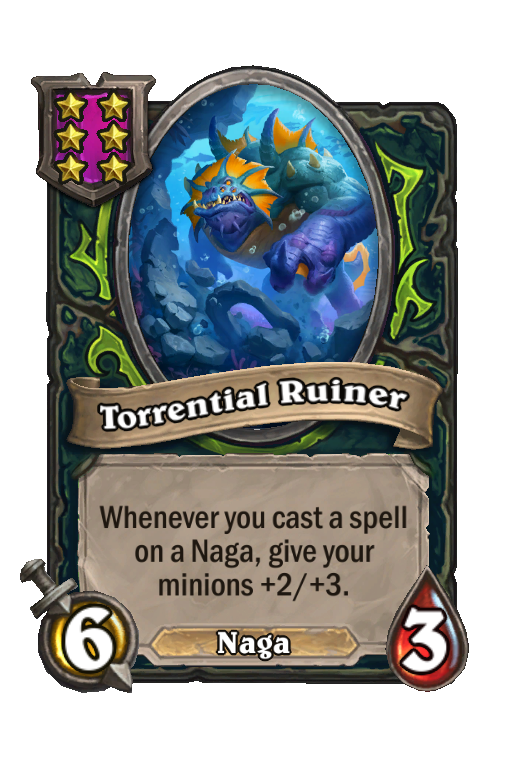 Torrential Ruiner
Whenever you cast a spell
on a Naga, give your
minions +2/+3.
6
Naga
3